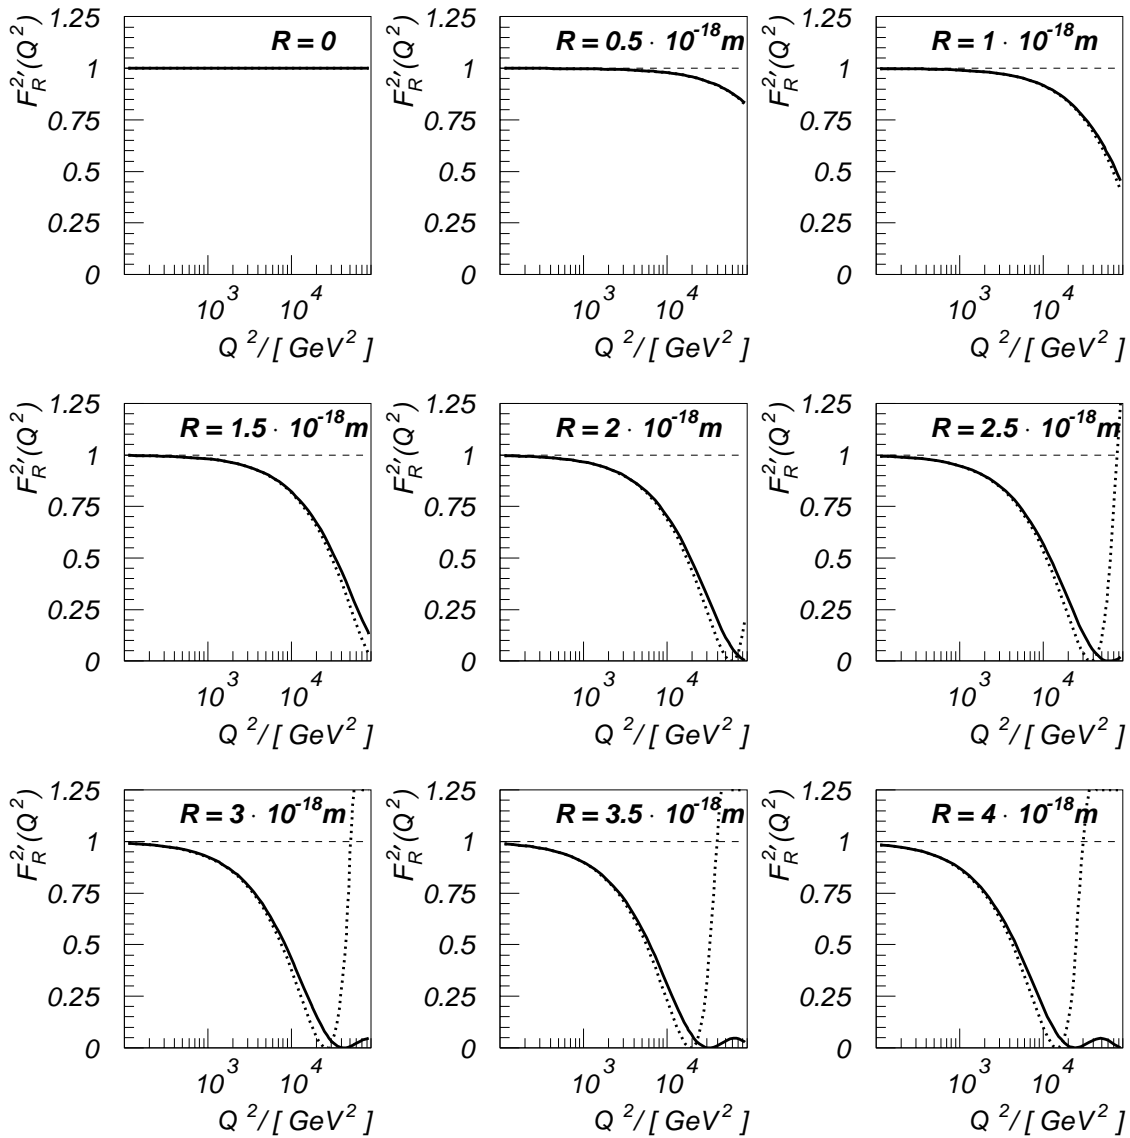 F_R^2′(Q^2)
1.25
R = 0
1
0.75
0.5
0.25
0
10^3 10^4
Q^2/[ GeV^2 ]
F_R^2′(Q^2)
1.25
R = 0.5 · 10^-18m
1
0.75
0.5
0.25
0
10^3 10^4
Q^2/[ GeV^2 ]
F_R^2′(Q^2)
1.25
R = 1 · 10^-18m
1
0.75
0.5
0.25
0
10^3 10^4
Q^2/[ GeV^2 ]
F_R^2′(Q^2)
1.25
R = 1.5 · 10^-18m
1
0.75
0.5
0.25
0
10^3 10^4
Q^2/[ GeV^2 ]
F_R^2′(Q^2)
1.25
R = 2 · 10^-18m
1
0.75
0.5
0.25
0
10^3 10^4
Q^2/[ GeV^2 ]
F_R^2′(Q^2)
1.25
R = 2.5 · 10^-18m
1
0.75
0.5
0.25
0
10^3 10^4
Q^2/[ GeV^2 ]
F_R^2′(Q^2)
1.25
R = 3 · 10^-18m
1
0.75
0.5
0.25
0
10^3 10^4
Q^2/[ GeV^2 ]
F_R^2′(Q^2)
1.25
R = 3.5 · 10^-18m
1
0.75
0.5
0.25
0
10^3 10^4
Q^2/[ GeV^2 ]
F_R^2′(Q^2)
1.25
R = 4 · 10^-18m
1
0.75
0.5
0.25
0
10^3 10^4
Q^2/[ GeV^2 ]